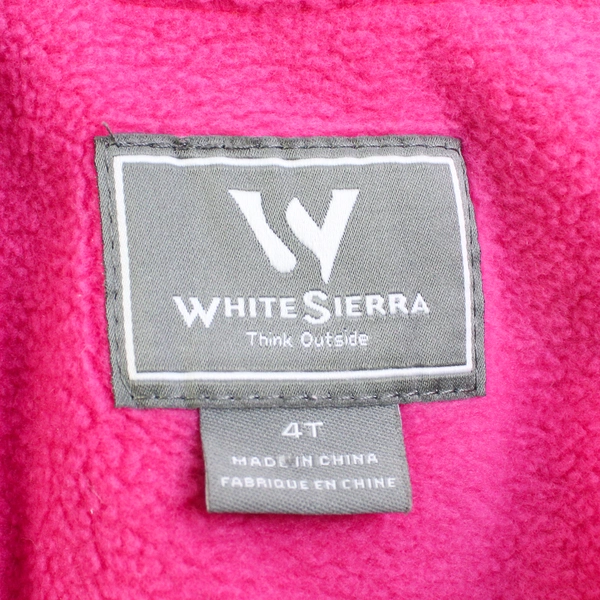 WHITE SIERRA
Think Outside
4T
MADE IN CHINA
FABRIQUE EN CHINE